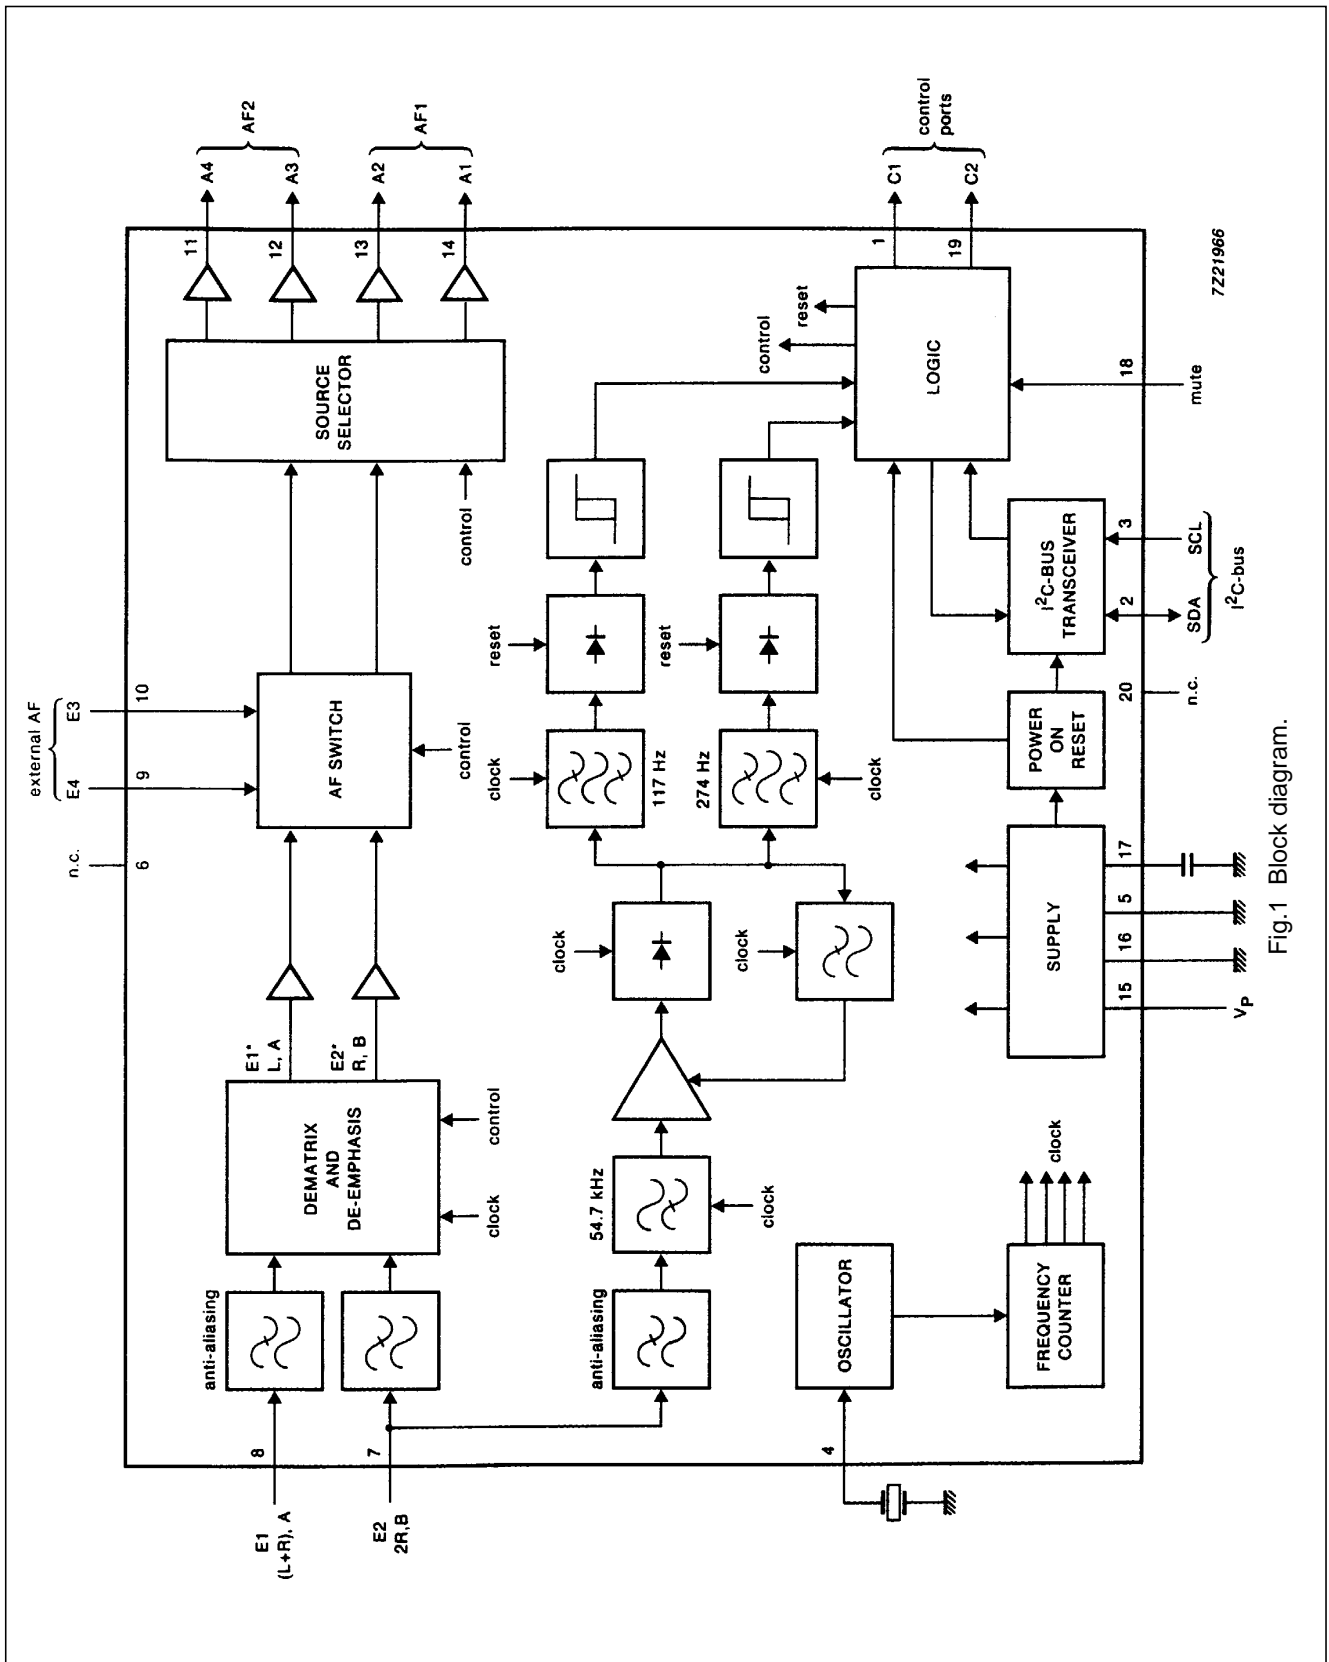 external AF
n.c.
E4
E3
6
9
10
E1
(L+R), A
8
anti-aliasing
E2
2R,B
7
DEMATRIX
AND
DE-EMPHASIS
clock
control
E1*
L, A
E2*
R, B
AF SWITCH
control
SOURCE
SELECTOR
control
11
A4
12
A3
AF2
13
A2
14
A1
AF1
anti-aliasing
54.7 kHz
clock
clock
clock
clock
117 Hz
reset
274 Hz
clock
reset
control
reset
LOGIC
1
C1
19
C2
control
ports
4
OSCILLATOR
FREQUENCY
COUNTER
clock
SUPPLY
POWER
ON
RESET
I²C-BUS
TRANSCEIVER
15
16
5
17
20
2
3
18
VP
n.c.
SDA
SCL
I²C-bus
mute
7Z21966
Fig.1 Block diagram.